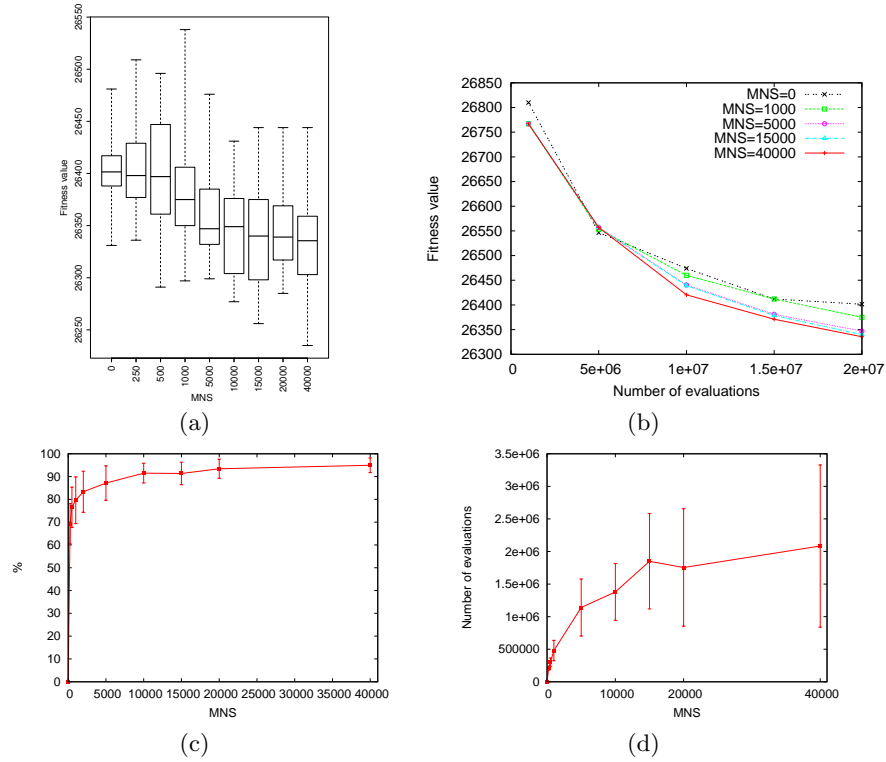 26550
26500
26450
26400
26350
26300
26250
Fitness value
0
250
500
1000
5000
10000
15000
20000
40000
MNS
(a)
26850
26800
26750
26700
26650
26600
26550
26500
26450
26400
26350
26300
Fitness value
MNS=0
MNS=1000
MNS=5000
MNS=15000
MNS=40000
5e+06 1e+07 1.5e+07 2e+07
Number of evaluations
(b)
100
90
80
70
60
50
40
30
20
10
0
%
0 5000 10000 15000 20000 25000 30000 35000 40000
MNS
(c)
3.5e+06
3e+06
2.5e+06
2e+06
1.5e+06
1e+06
500000
0
Number of evaluations
0 10000 20000 40000
MNS
(d)